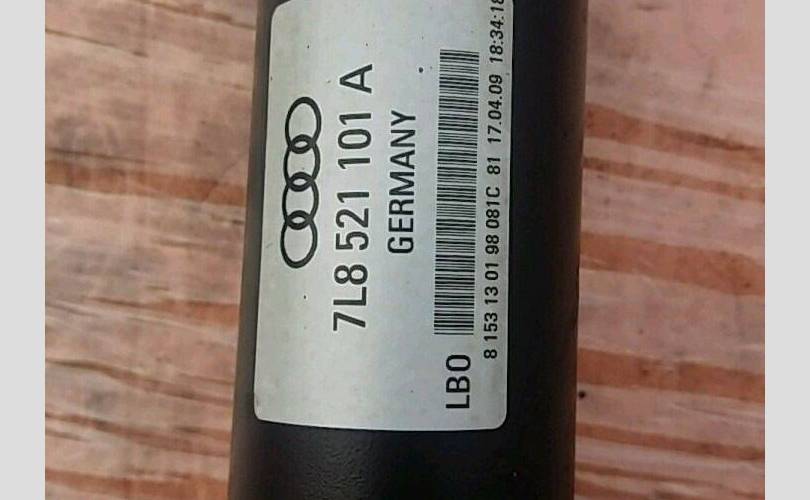 7L8 521 101 A
GERMANY
LBO
8 153 13 01 98 081C 81 17.04.09 18:34:18